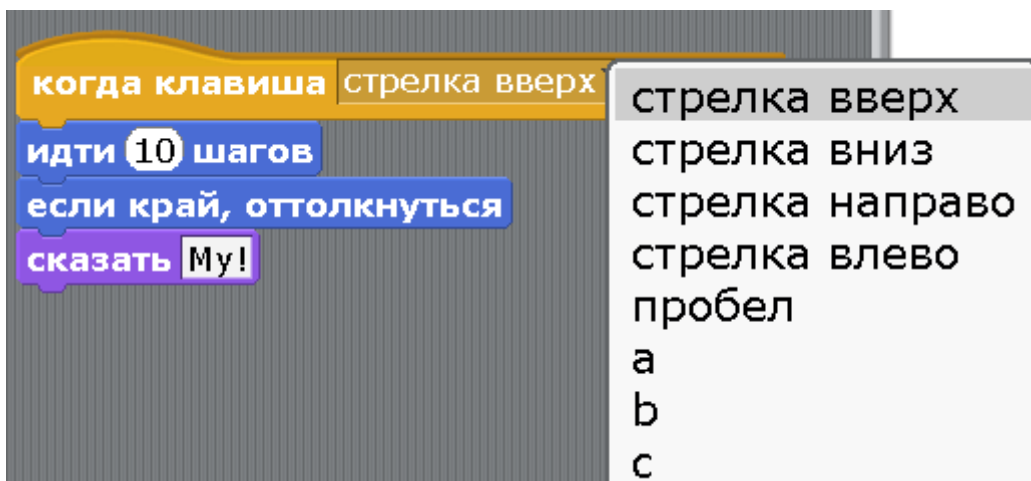 когда клавиша стрелка вверх
идти 10 шагов
если край, оттолкнуться
сказать Му!
стрелка вверх
стрелка вниз
стрелка направо
стрелка влево
пробел
a
b
c